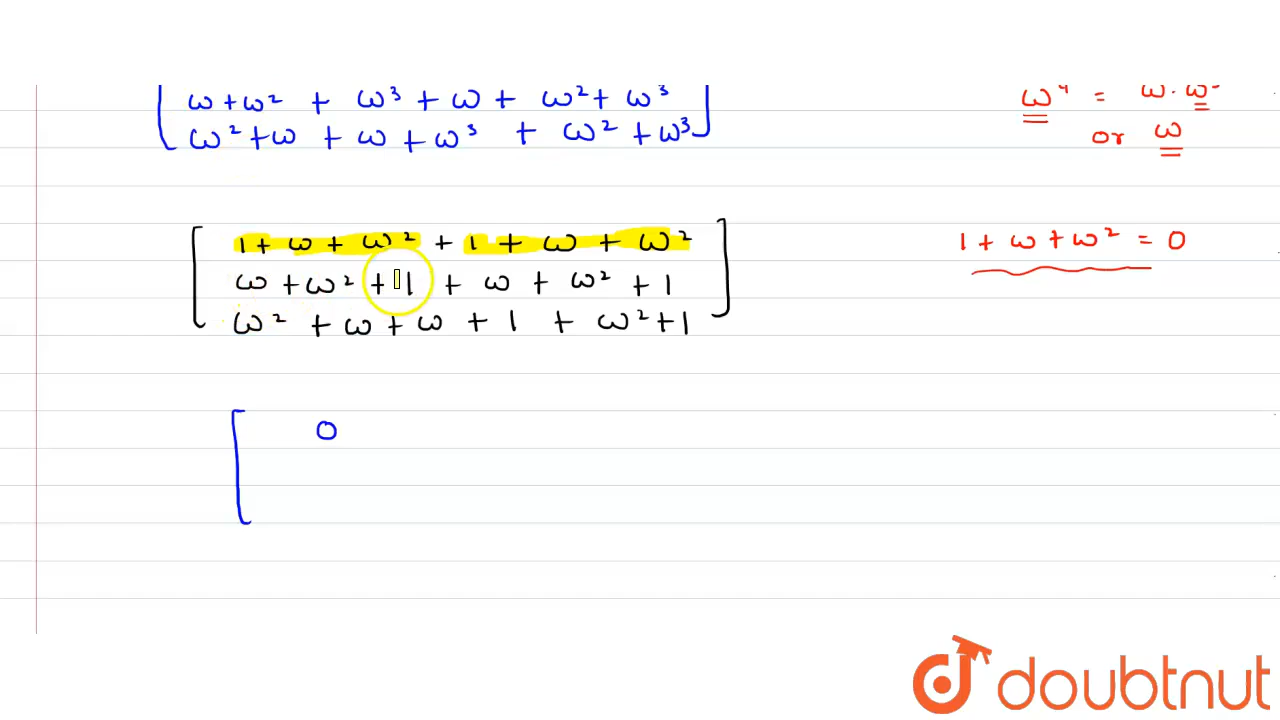 ω + ω² + ω³ + ω + ω² + ω³
ω² + ω + ω + ω³ + ω² + ω³
ω⁴ = ω . ω³
or ω
1 + ω + ω² + 1 + ω + ω²
ω + ω² + 1 + ω + ω² + 1
ω² + ω + ω + 1 + ω² + 1
1 + ω + ω² = 0
0
doubtnut